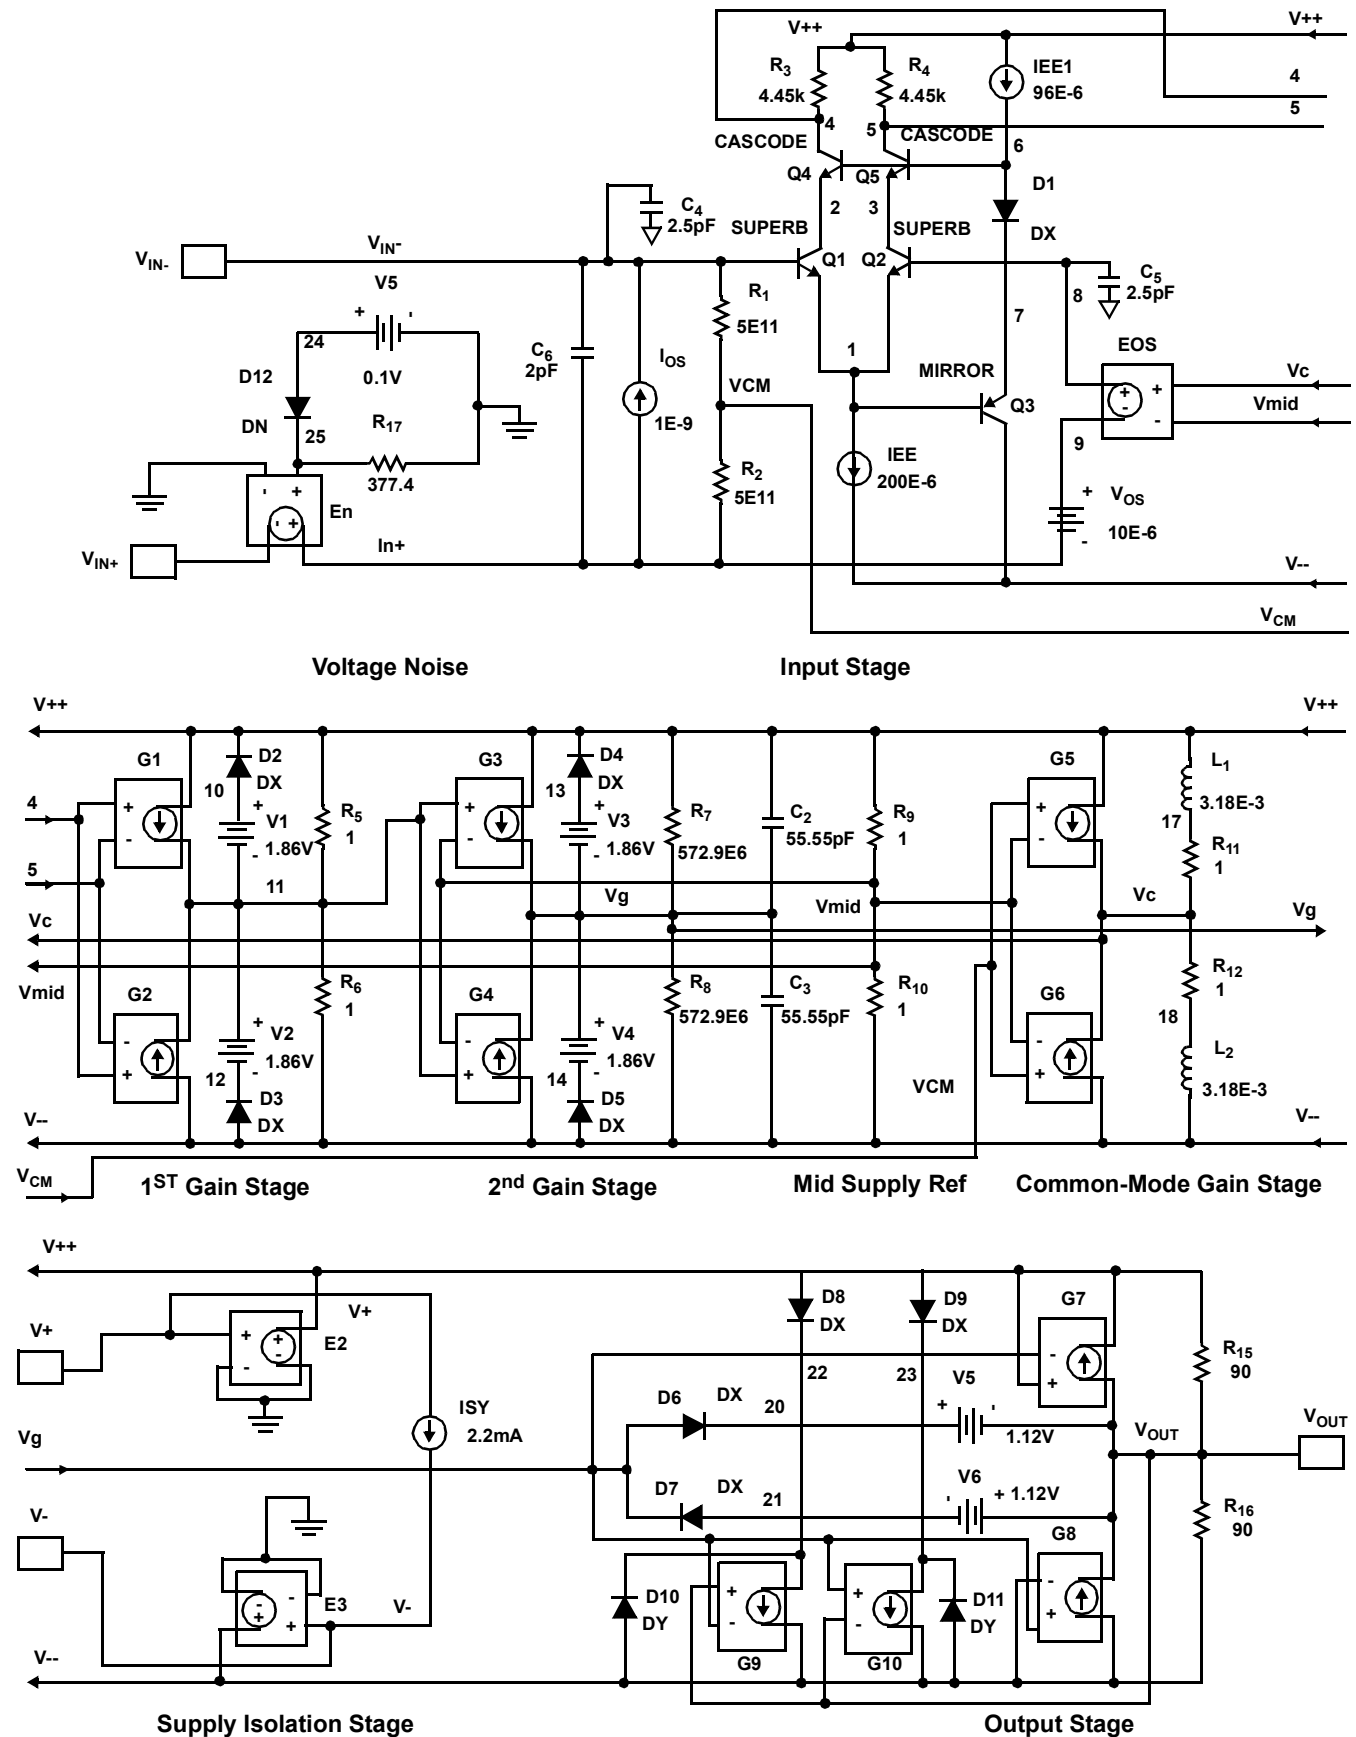 V++
V++
R3
4.45k
R4
4.45k
IEE1
96E-6
4
5
4
5
6
CASCODE
CASCODE
Q4
Q5
D1
DX
2
3
C4
2.5pF
SUPERB
SUPERB
VIN-
VIN-
Q1
Q2
C5
2.5pF
8
V5
+
-
24
0.1V
R1
5E11
7
1
EOS
D12
DN
25
R17
377.4
C6
2pF
IOS
1E-9
VCM
MIRROR
Q3
+
-
+
-
Vc
Vmid
9
R2
5E11
IEE
200E-6
+
VOS
10E-6
-
- +
En
- +
VIN+
In+
V--
VCM
Voltage Noise
Input Stage
V++
V++
G1
D2
DX
10
+
V1
- 1.86V
R5
1
G3
D4
DX
13
+
V3
- 1.86V
R7
572.9E6
C2
55.55pF
R9
1
G5
L1
3.18E-3
17
R11
1
4
+
-
+
-
+
-
5
11
Vg
Vmid
Vc
Vg
Vc
Vmid
G2
R6
1
G4
R8
572.9E6
C3
55.55pF
R10
1
G6
R12
1
18
-
+
+
V2
1.86V
-
12
D3
DX
-
+
+
V4
1.86V
-
14
D5
DX
-
+
VCM
L2
3.18E-3
V--
V--
VCM
1ST Gain Stage
2nd Gain Stage
Mid Supply Ref
Common-Mode Gain Stage
V++
V+
V+
+
-
+
-
E2
D8
DX
D9
DX
G7
-
+
R15
90
22
23
ISY
2.2mA
D6
DX
20
V5
+
-
1.12V
Vg
VOUT
VOUT
D7
DX
21
V6
-
+ 1.12V
R16
90
V-
G8
-
+
-
+
E3
-
+
V-
D10
DY
+
-
G9
+
-
G10
D11
DY
V--
Supply Isolation Stage
Output Stage